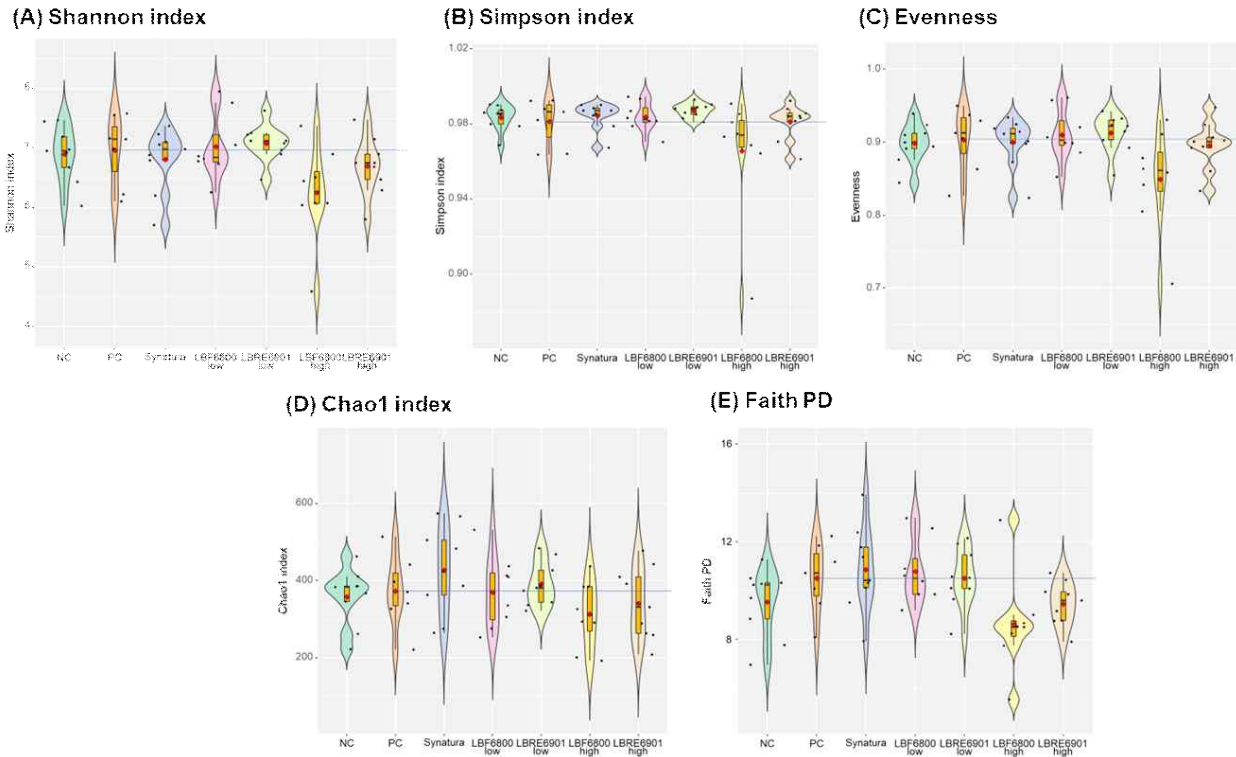 (A) Shannon index
(B) Simpson index
(C) Evenness
Shannon index
7
6
5
4
NC
PC
Synatura
LBF6800 low
LBRE6901 low
LBF6800 high
LBRE6901 high
Simpson index
1.02
0.98
0.94
0.90
NC
PC
Synatura
LBF6800 low
LBRE6901 low
LBF6800 high
LBRE6901 high
Evenness
1.0
0.9
0.8
0.7
NC
PC
Synatura
LBF6800 low
LBRE6901 low
LBF6800 high
LBRE6901 high
(D) Chao1 index
(E) Faith PD
Chao1 index
600
400
200
NC
PC
Synatura
LBF6800 low
LBRE6901 low
LBF6800 high
LBRE6901 high
Faith PD
16
12
8
NC
PC
Synatura
LBF6800 low
LBRE6901 low
LBF6800 high
LBRE6901 high